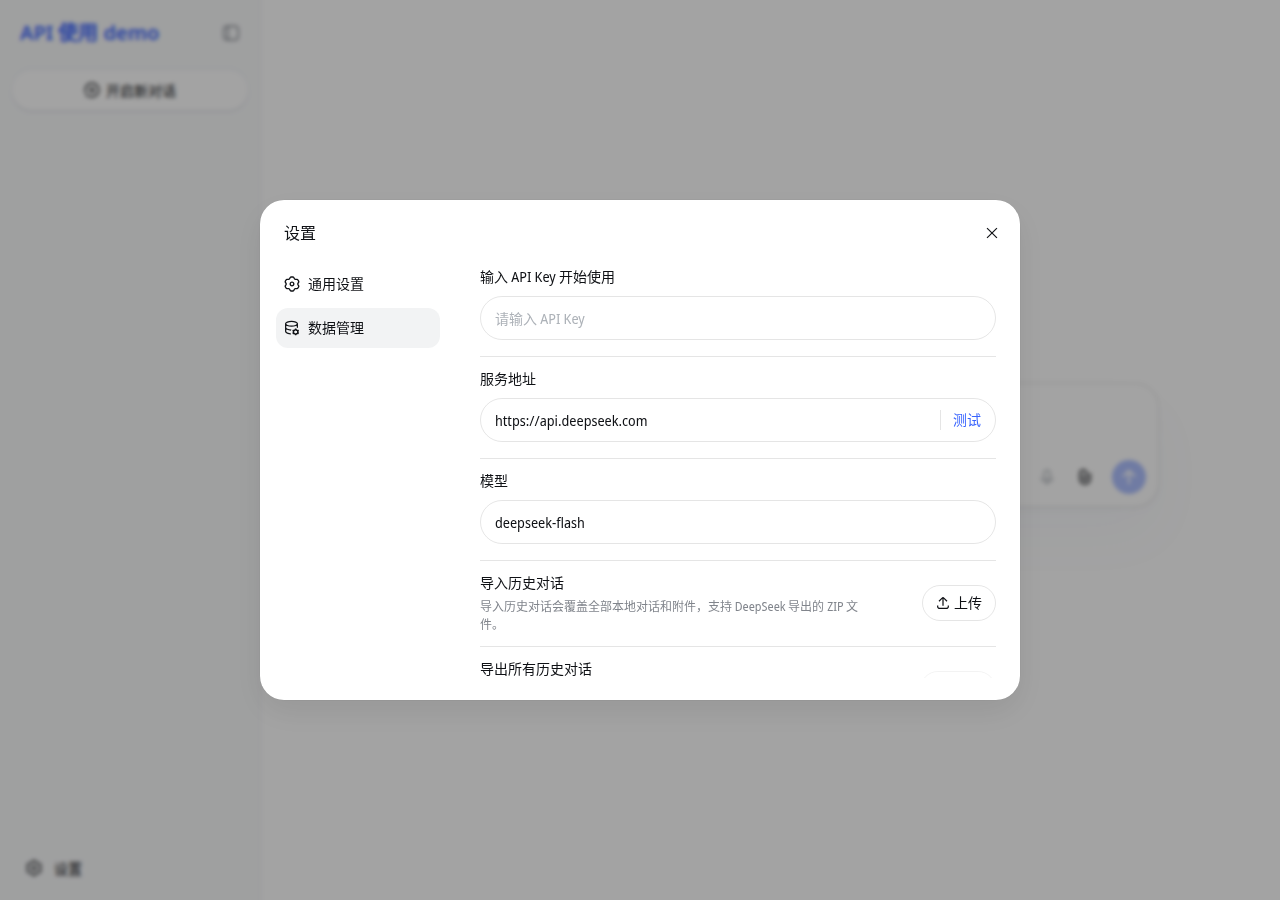 API 使用 demo
开启新对话
设置
通用设置
数据管理
输入 API Key 开始使用
请输入 API Key
服务地址
https://api.deepseek.com
测试
模型
deepseek-flash
导入历史对话
导入历史对话会覆盖全部本地对话和附件，支持 DeepSeek 导出的 ZIP 文
件。
上传
导出所有历史对话
设置